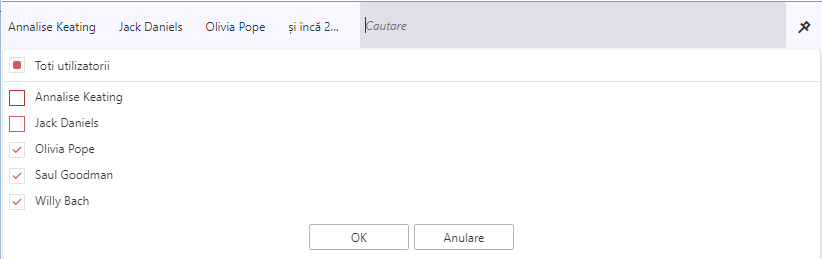 Annalise Keating Jack Daniels Olivia Pope și încă 2... Cautare
Toti utilizatorii
Annalise Keating
Jack Daniels
Olivia Pope
Saul Goodman
Willy Bach
OK Anulare